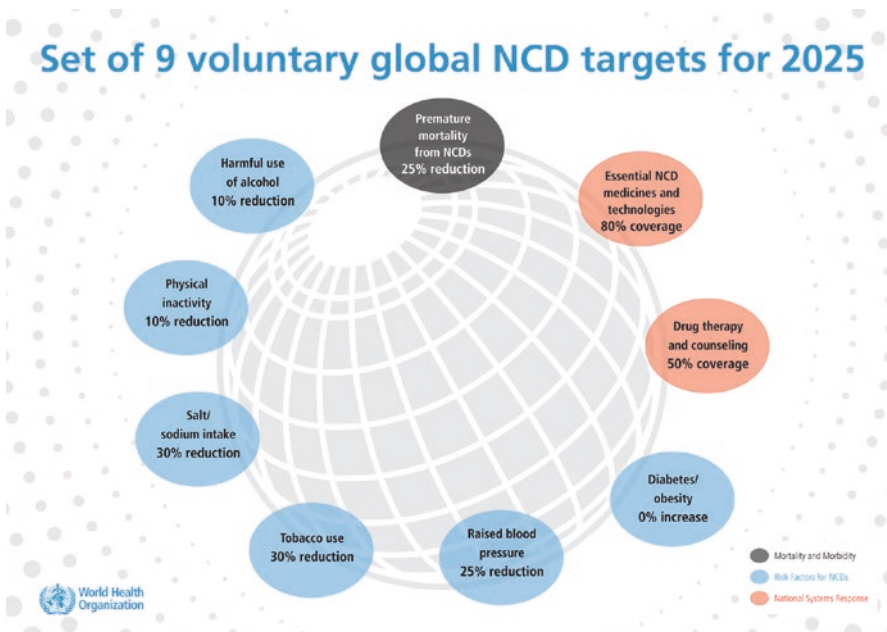 Set of 9 voluntary global NCD targets for 2025
Premature
mortality
from NCDs
25% reduction
Essential NCD
medicines and
technologies
80% coverage
Drug therapy
and counseling
50% coverage
Diabetes/
obesity
0% increase
Raised blood
pressure
25% reduction
Tobacco use
30% reduction
Salt/
sodium intake
30% reduction
Physical
inactivity
10% reduction
Harmful use
of alcohol
10% reduction
Mortality and Morbidity
Risk Factors for NCDs
National Systems Response
World Health
Organization